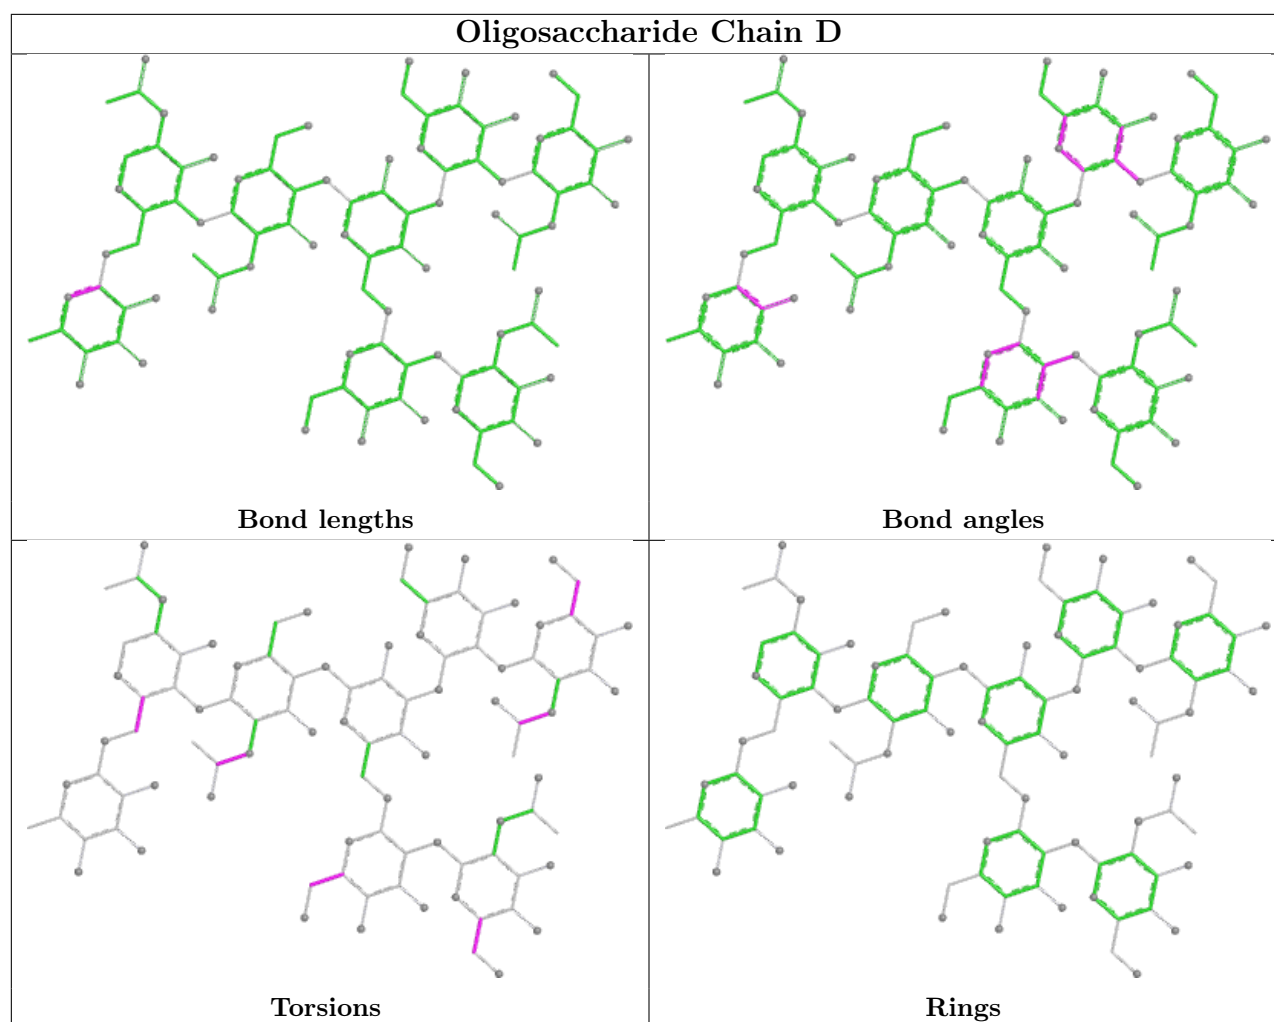 Oligosaccharide Chain D
Bond lengths
Bond angles
Torsions
Rings